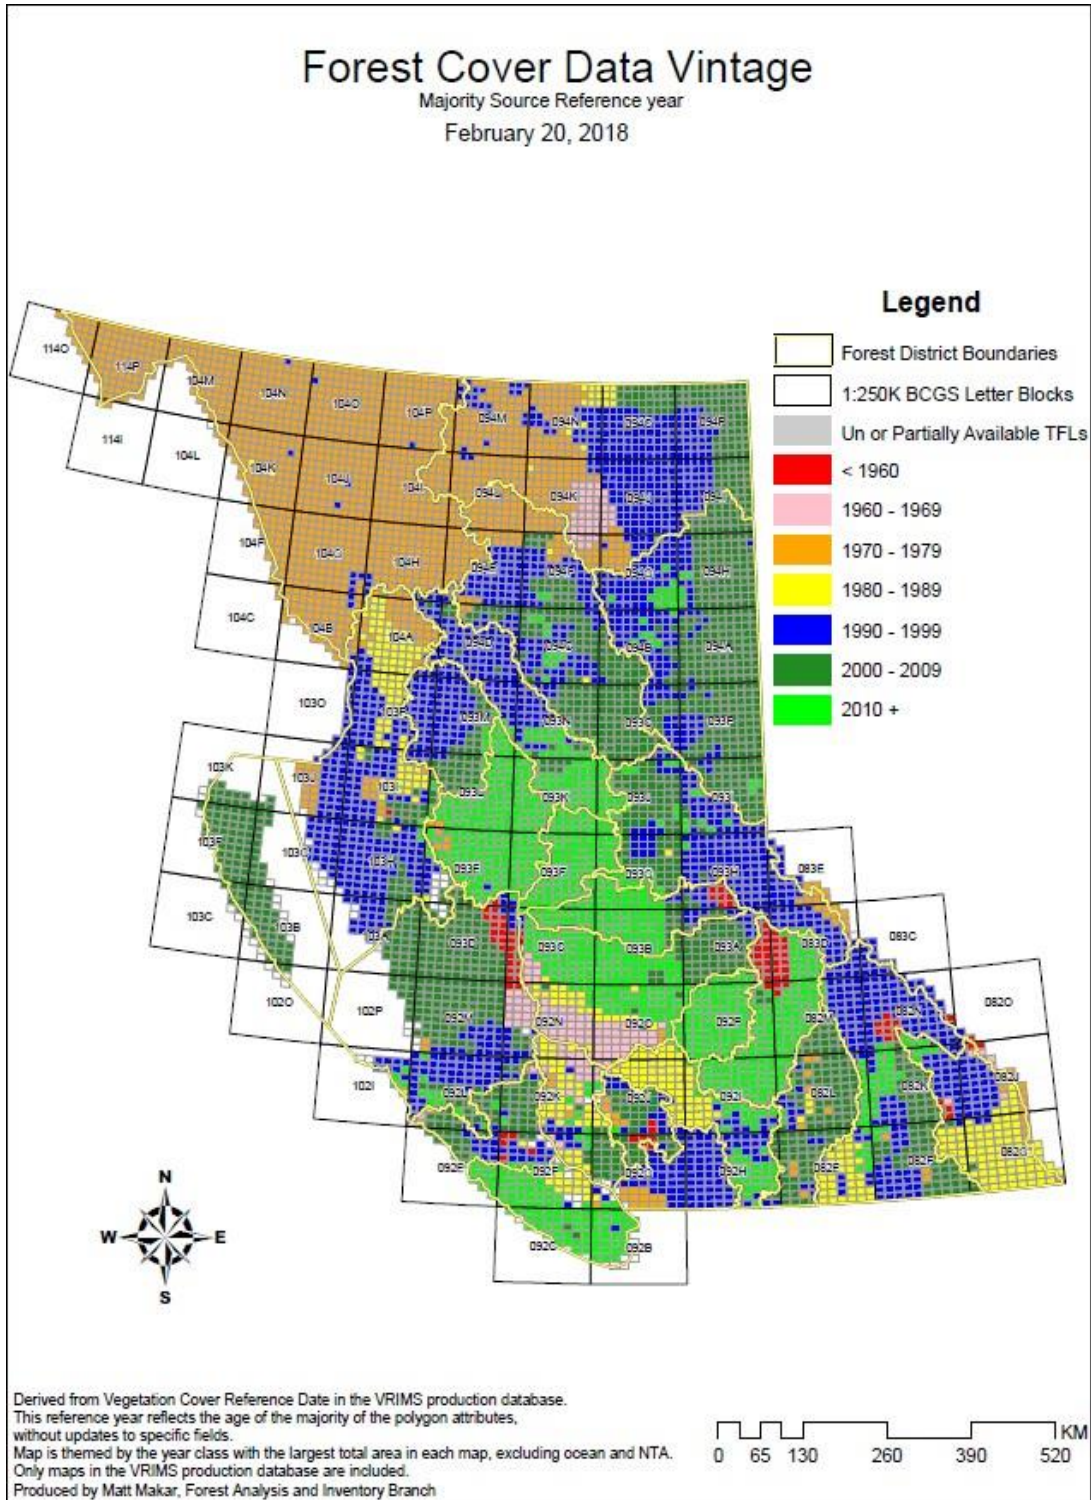 Forest Cover Data Vintage
Majority Source Reference year
February 20, 2018
Legend
Forest District Boundaries
1:250K BCGS Letter Blocks
Un or Partially Available TFLs
< 1960
1960 - 1969
1970 - 1979
1980 - 1989
1990 - 1999
2000 - 2009
2010 +
114O
114P
104M
104N
104O
104P
094M
094N
094O
094P
114I
104L
104K
104J
104I
094L
094K
094J
094I
104F
104G
104H
094E
094F
094G
094H
104C
104B
104A
094D
094C
094B
094A
103O
103P
093M
093N
093O
093P
103K
103J
103I
093L
093K
093J
093I
103F
103G
103H
093E
093F
093G
093H
083E
103C
103B
103A
093D
093C
093B
093A
083D
083C
102O
102P
092M
092N
092O
092P
082M
082N
082O
102I
092L
092K
092J
092I
082L
082K
082J
092E
092F
092G
092H
082E
082F
082G
092C
092B
N
W E
S
Derived from Vegetation Cover Reference Date in the VRIMS production database.
This reference year reflects the age of the majority of the polygon attributes,
without updates to specific fields.
Map is themed by the year class with the largest total area in each map, excluding ocean and NTA.
Only maps in the VRIMS production database are included.
Produced by Matt Makar, Forest Analysis and Inventory Branch
KM
0 65 130 260 390 520